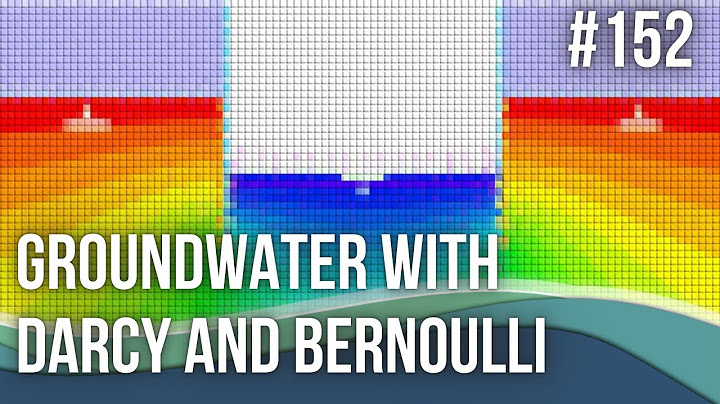 #152
GROUNDWATER WITH
DARCY AND BERNOULLI